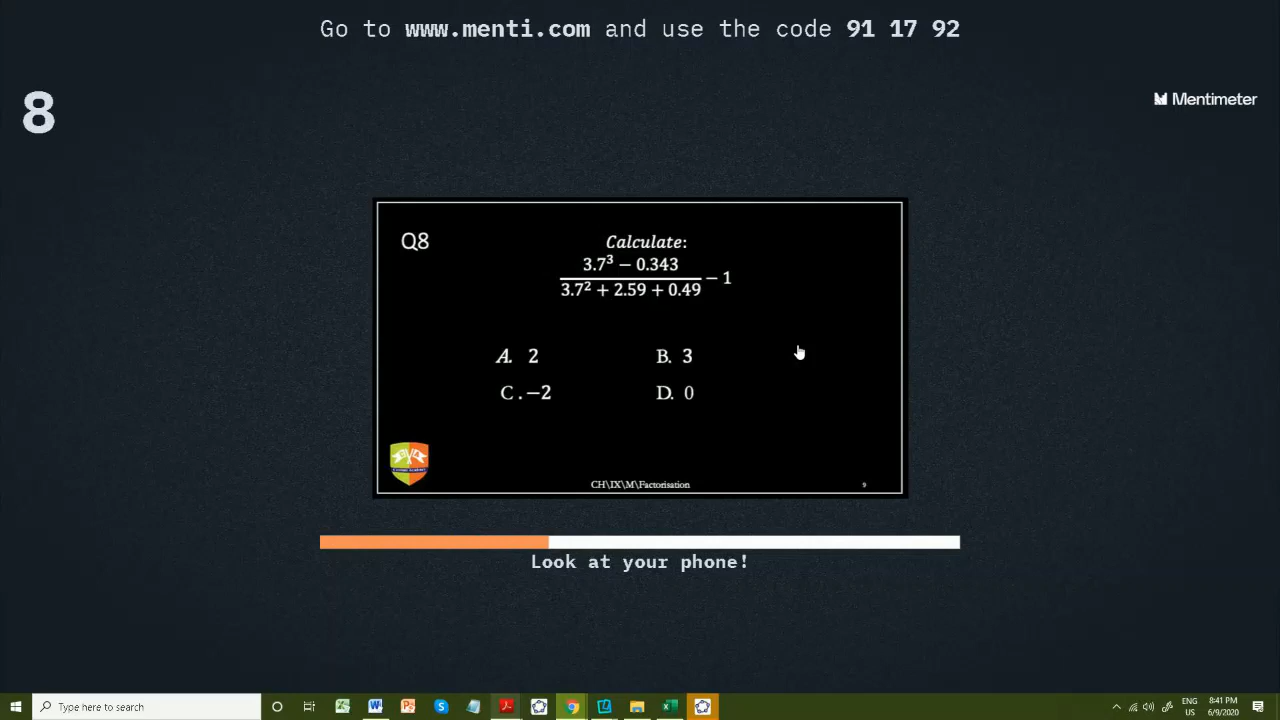 Go to www.menti.com and use the code 91 17 92
8
Mentimeter
Q8
Calculate:
3.7³ − 0.343
3.7² + 2.59 + 0.49
− 1
A. 2
B. 3
C . −2
D. 0
CH\IX\M\Factorisation
9
Look at your phone!
Type here to search
ENG
US
8:41 PM
6/9/2020